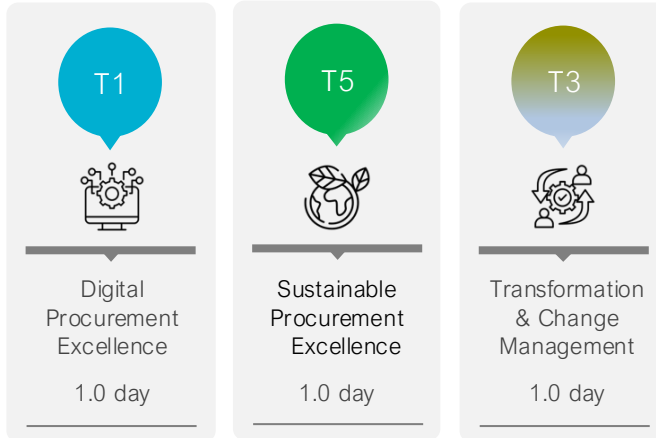 T1
Digital
Procurement
Excellence
1.0 day
T5
Sustainable
Procurement
Excellence
1.0 day
T3
Transformation
& Change
Management
1.0 day